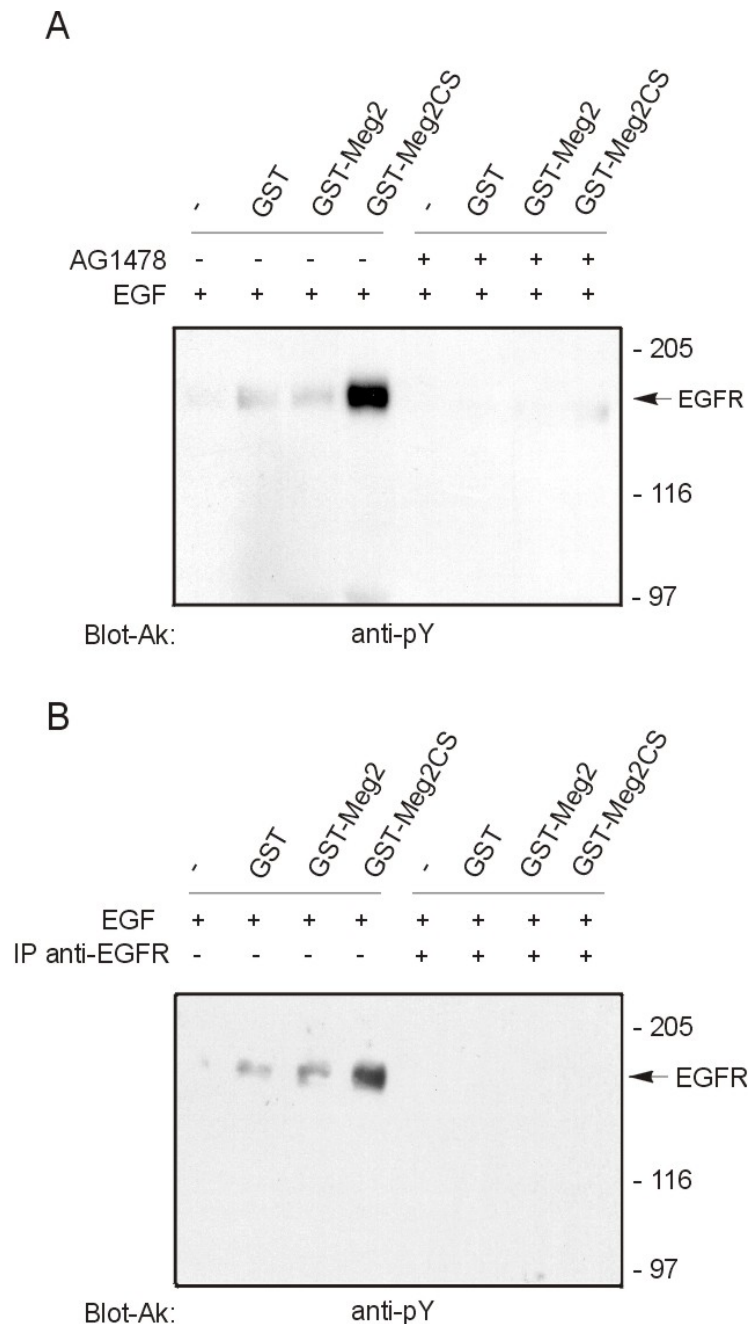 A
- GST GST-Meg2 GST-Meg2CS - GST GST-Meg2 GST-Meg2CS
AG1478 - - - - + + + +
EGF + + + + + + + +
- 205
EGFR
- 116
- 97
Blot-Ak: anti-pY
B
- GST GST-Meg2 GST-Meg2CS - GST GST-Meg2 GST-Meg2CS
EGF + + + + + + + +
IP anti-EGFR - - - - + + + +
- 205
EGFR
- 116
- 97
Blot-Ak: anti-pY